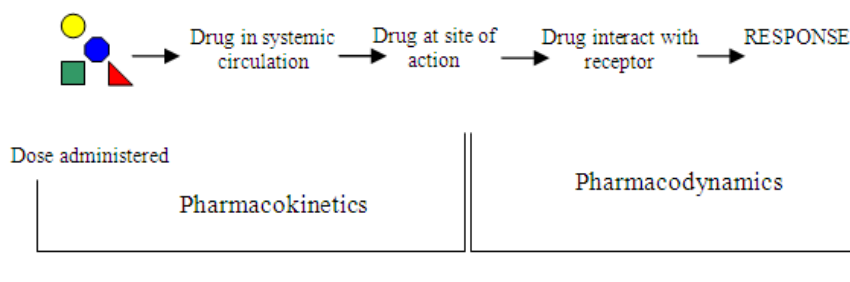 Drug in systemic
circulation
Drug at site of
action
Drug interact with
receptor
RESPONSE
Dose administered
Pharmacokinetics
Pharmacodynamics